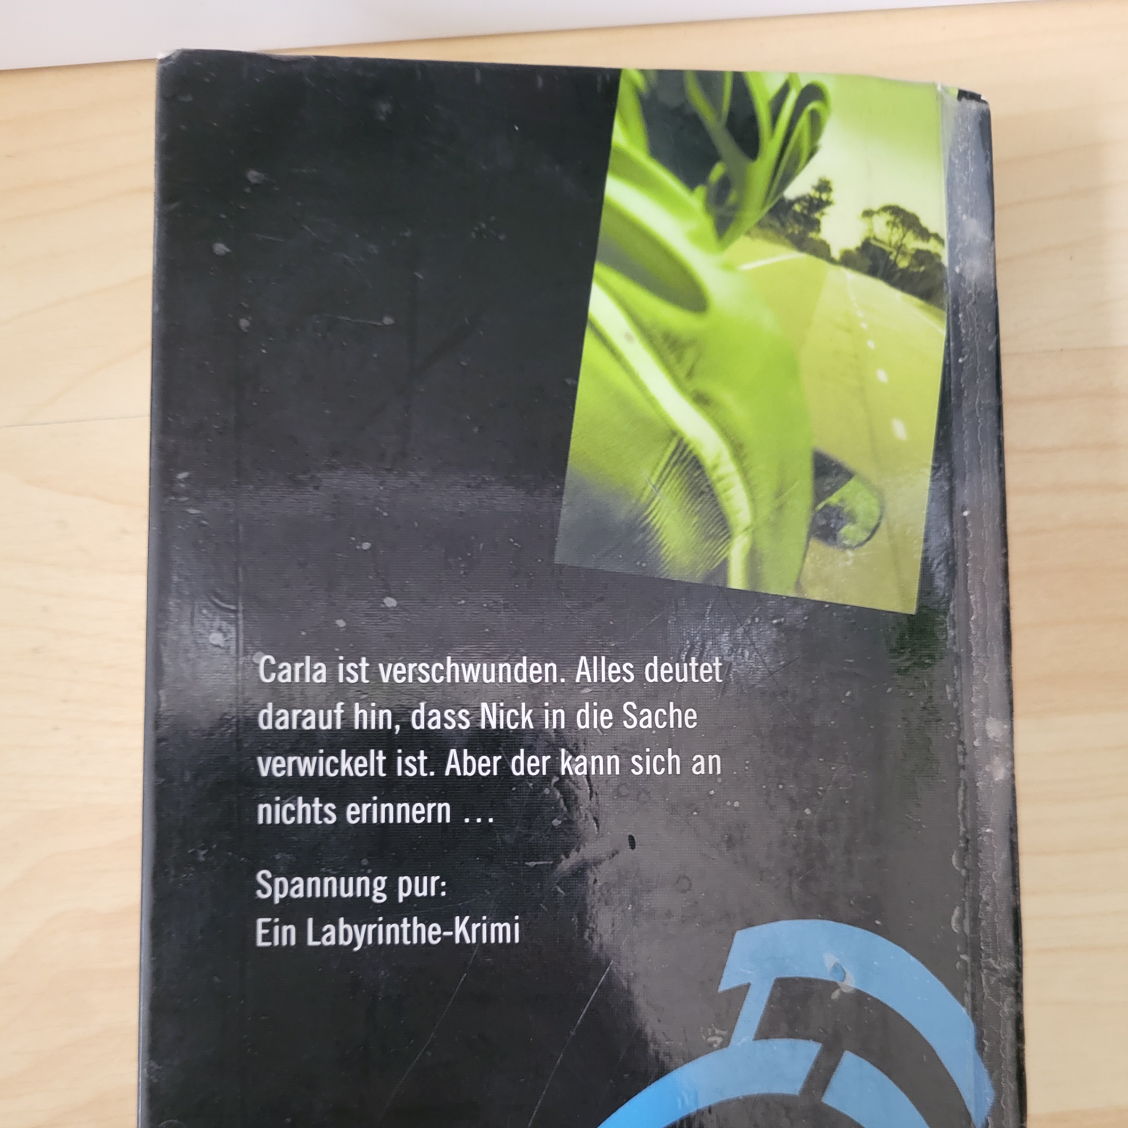 Carla ist verschwunden. Alles deutet
darauf hin, dass Nick in die Sache
verwickelt ist. Aber der kann sich an
nichts erinnern ...
Spannung pur:
Ein Labyrinthe-Krimi